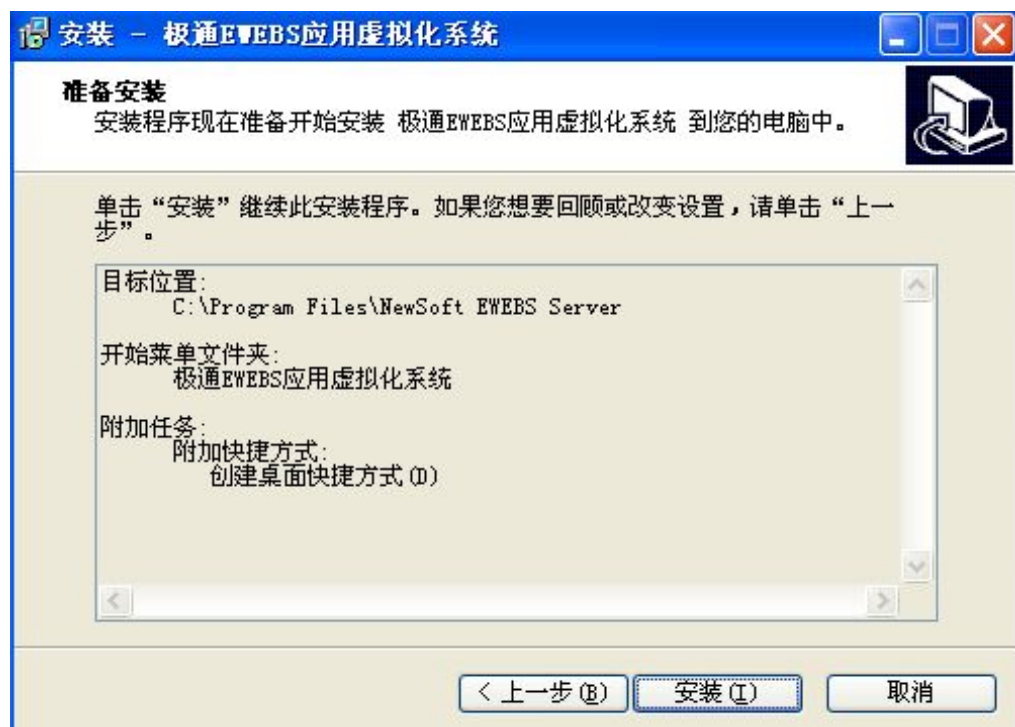 安装 - 极通EWEBS应用虚拟化系统
准备安装
安装程序现在准备开始安装 极通EWEBS应用虚拟化系统 到您的电脑中。
单击“安装”继续此安装程序。如果您想要回顾或改变设置，请单击“上一
步”。
目标位置:
C:\Program Files\NewSoft EWEBS Server
开始菜单文件夹:
极通EWEBS应用虚拟化系统
附加任务:
附加快捷方式:
创建桌面快捷方式(D)
< 上一步(B)
安装(I)
取消